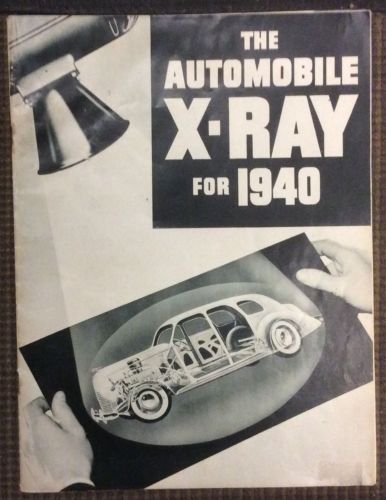 THE
AUTOMOBILE
X-RAY
FOR 1940